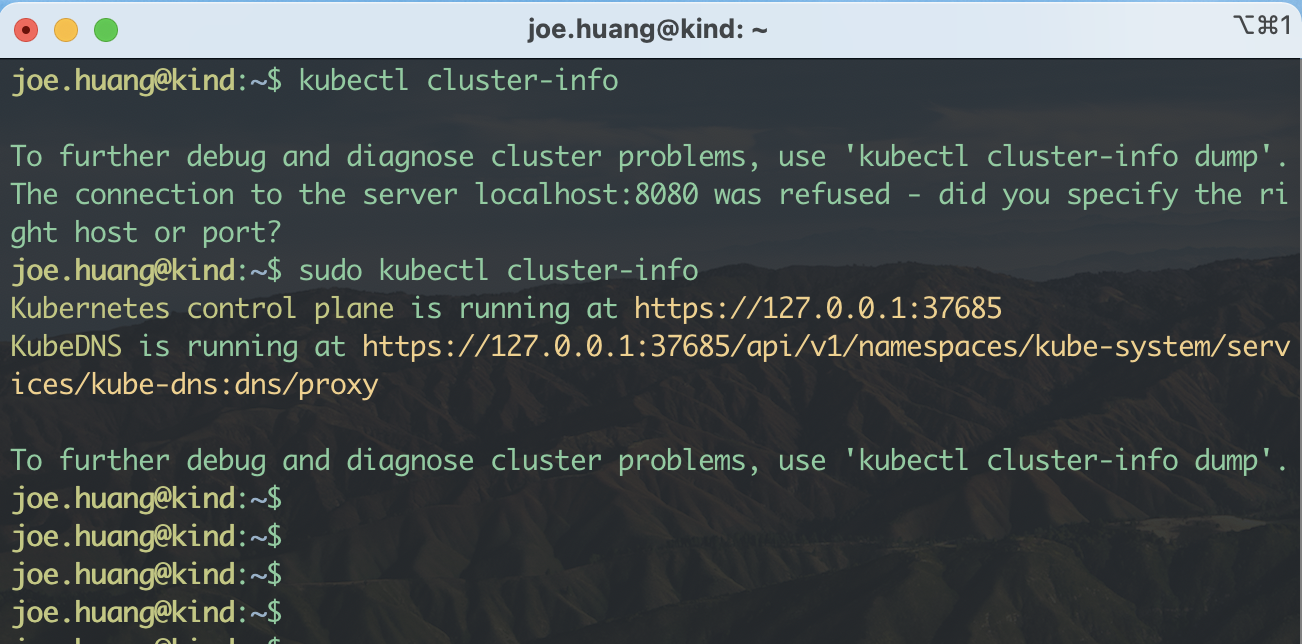 joe.huang@kind: ~
⌥⌘1
joe.huang@kind:~$ kubectl cluster-info
To further debug and diagnose cluster problems, use 'kubectl cluster-info dump'.
The connection to the server localhost:8080 was refused - did you specify the ri
ght host or port?
joe.huang@kind:~$ sudo kubectl cluster-info
Kubernetes control plane is running at https://127.0.0.1:37685
KubeDNS is running at https://127.0.0.1:37685/api/v1/namespaces/kube-system/serv
ices/kube-dns:dns/proxy
To further debug and diagnose cluster problems, use 'kubectl cluster-info dump'.
joe.huang@kind:~$
joe.huang@kind:~$
joe.huang@kind:~$
joe.huang@kind:~$